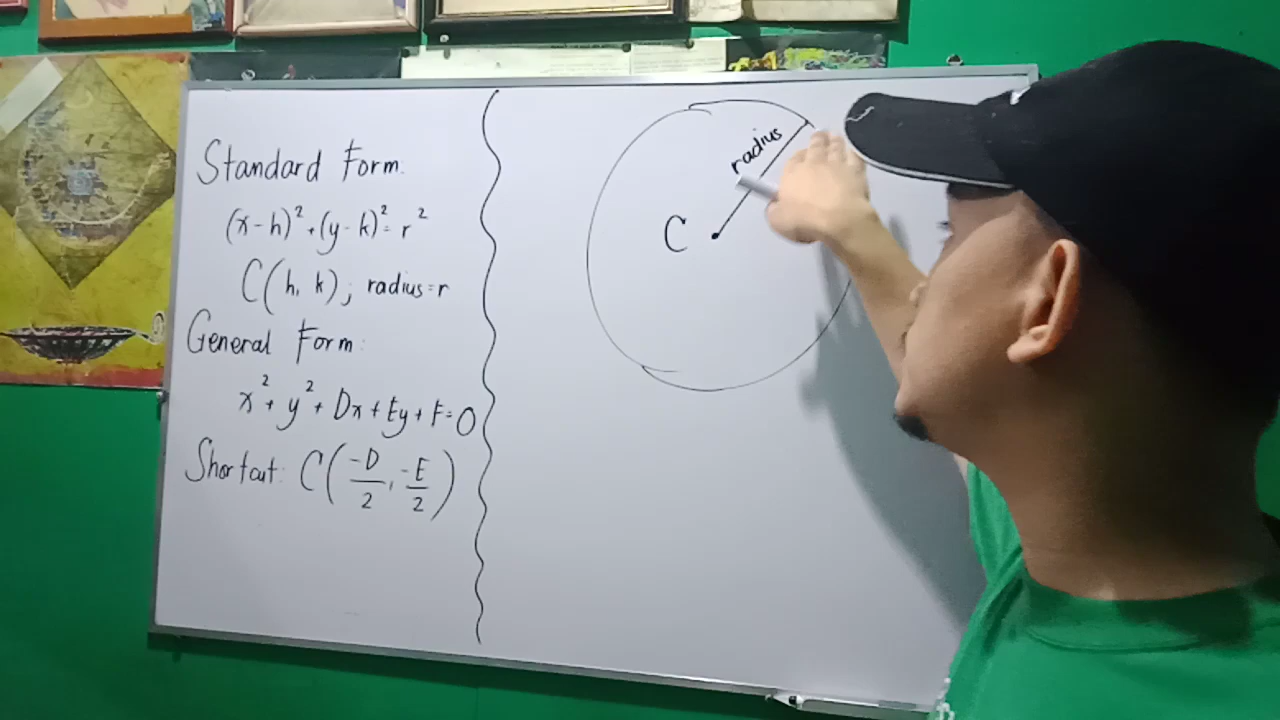 Standard Form.
(x-h)²+(y-k)²=r²
C(h, k); radius=r
General Form:
x²+y²+Dx+Ey+F=0
Shortcut: C(-D/2, -E/2)
radius
C